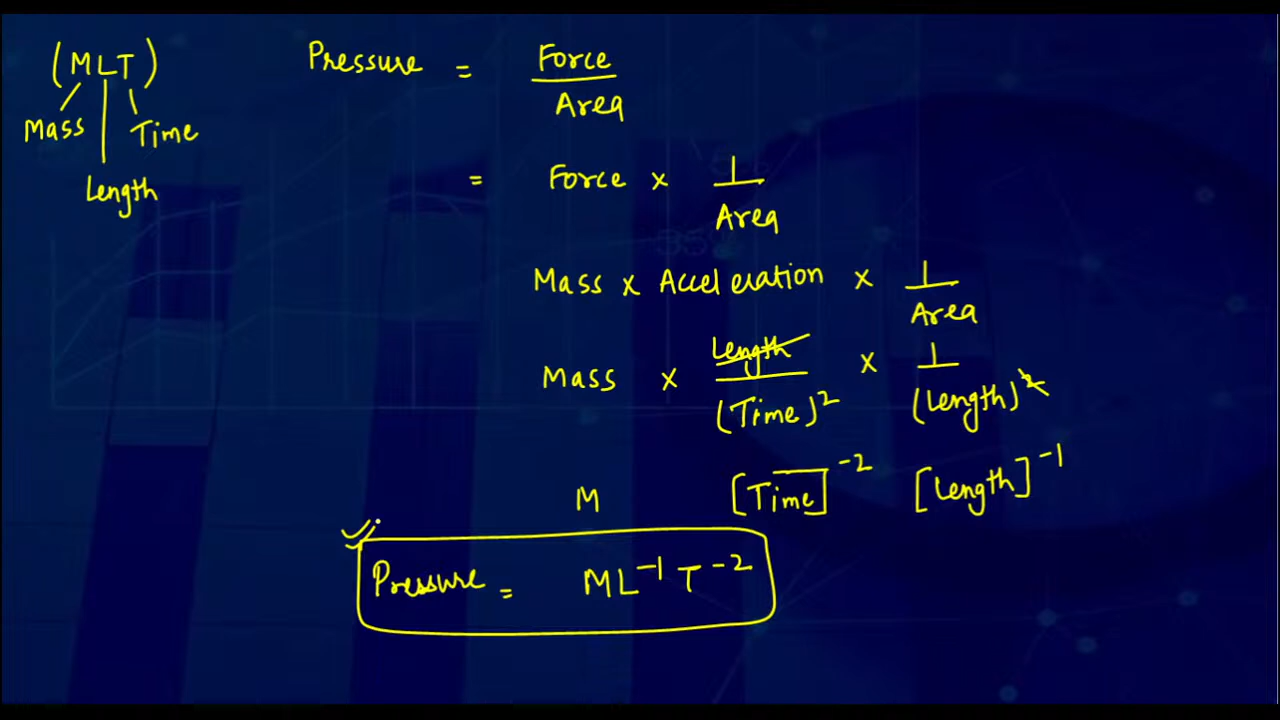 (MLT)
Mass Time
Length
Pressure = Force / Area
= Force × 1 / Area
Mass × Acceleration × 1 / Area
Mass × Length / (Time)² × 1 / (Length)²
M [Time]⁻² [Length]⁻¹
Pressure = ML⁻¹ T⁻²